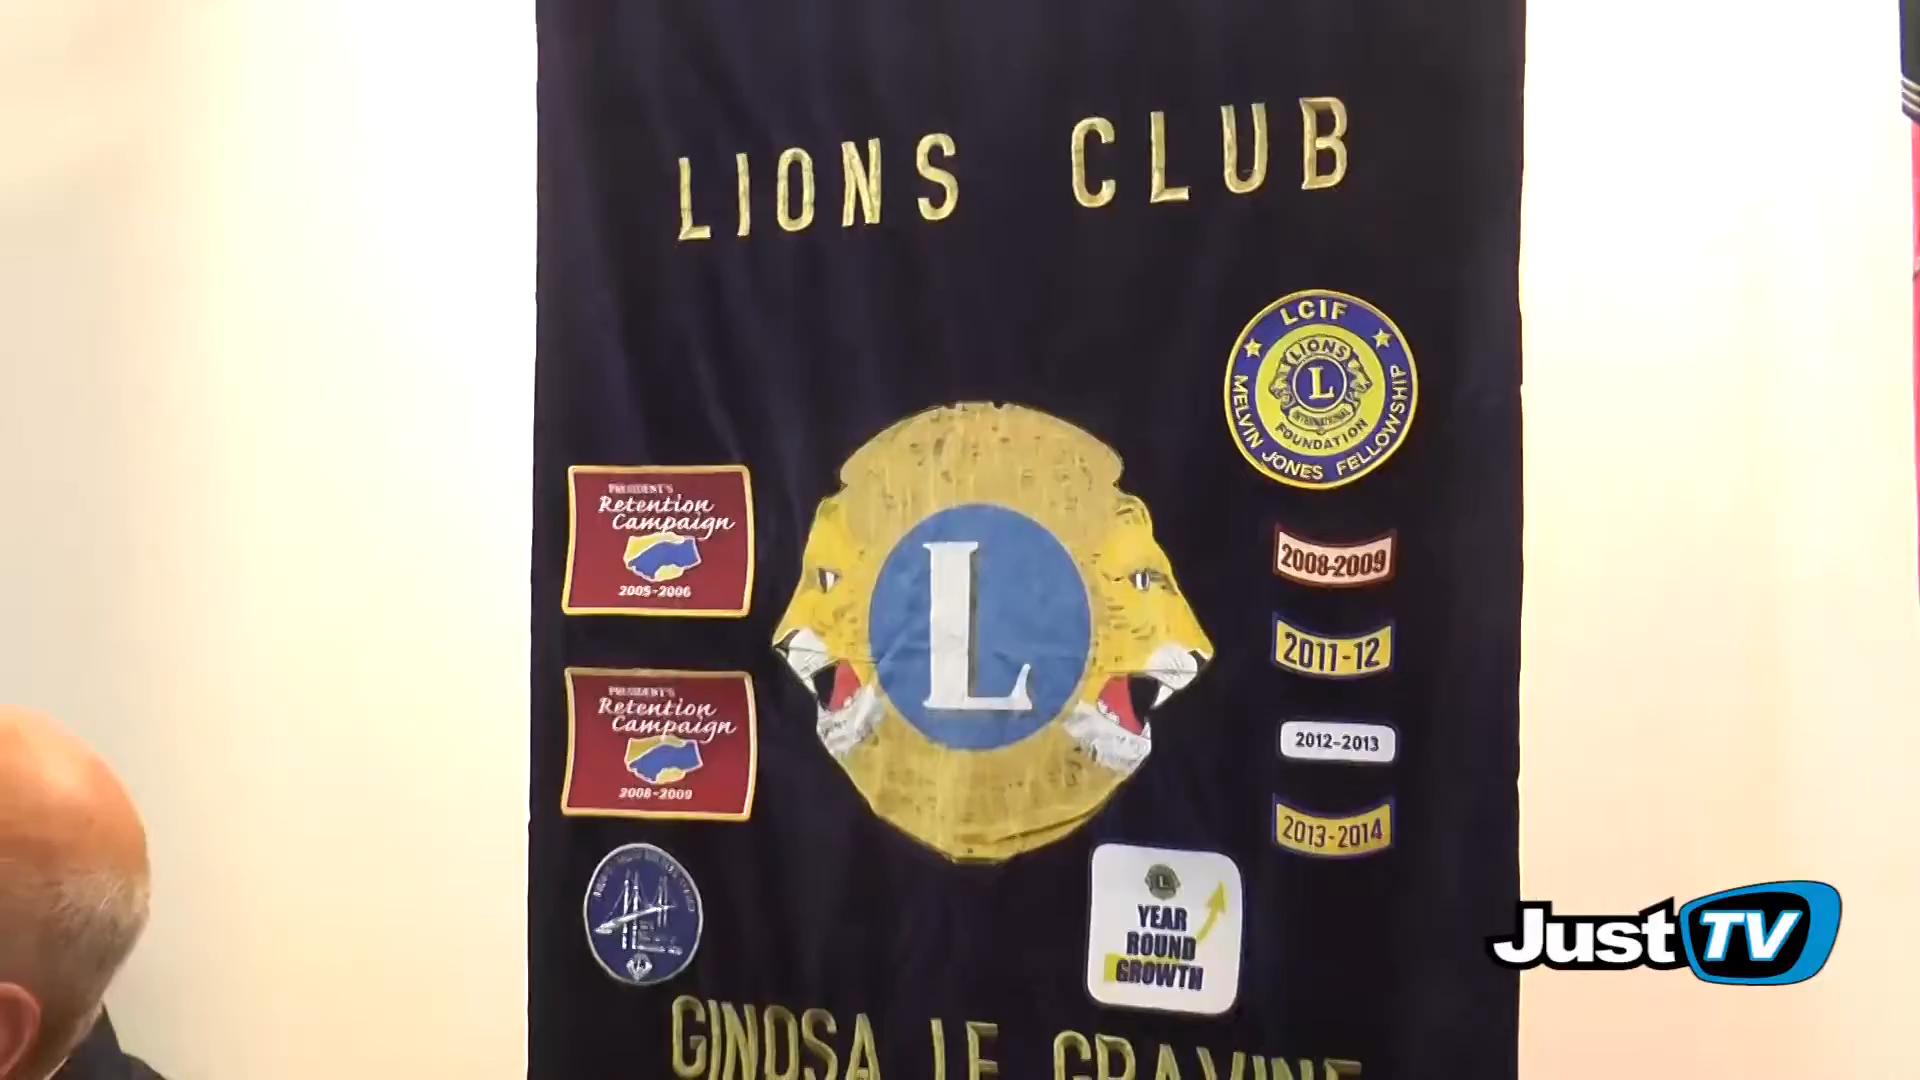 LIONS CLUB
LCIF
LIONS
L
INTERNATIONAL
FOUNDATION
MELVIN JONES FELLOWSHIP
PRESIDENT'S
Retention
Campaign
2005-2006
L
2008-2009
2011-12
PRESIDENT'S
Retention
Campaign
2008-2009
2012-2013
2013-2014
L
YEAR
ROUND
GROWTH
Just TV
GINOSA LE GRAVINE